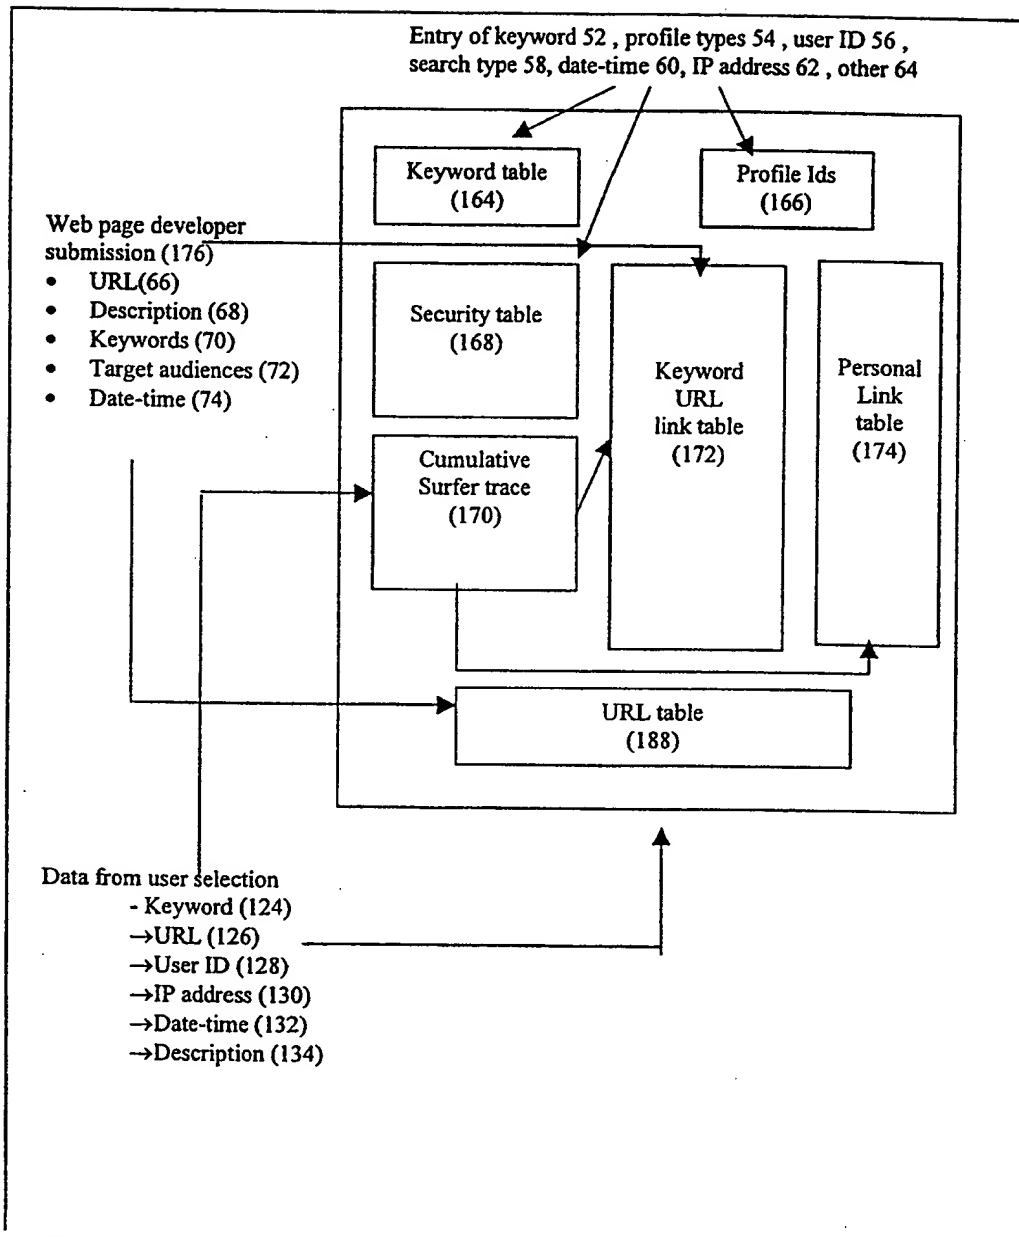 Entry of keyword 52 , profile types 54 , user ID 56 ,
search type 58, date-time 60, IP address 62 , other 64
Keyword table
(164)
Profile Ids
(166)
Web page developer
submission (176)
• URL(66)
• Description (68)
• Keywords (70)
• Target audiences (72)
• Date-time (74)
Security table
(168)
Keyword
URL
link table
(172)
Personal
Link
table
(174)
Cumulative
Surfer trace
(170)
URL table
(188)
Data from user selection
- Keyword (124)
→URL (126)
→User ID (128)
→IP address (130)
→Date-time (132)
→Description (134)